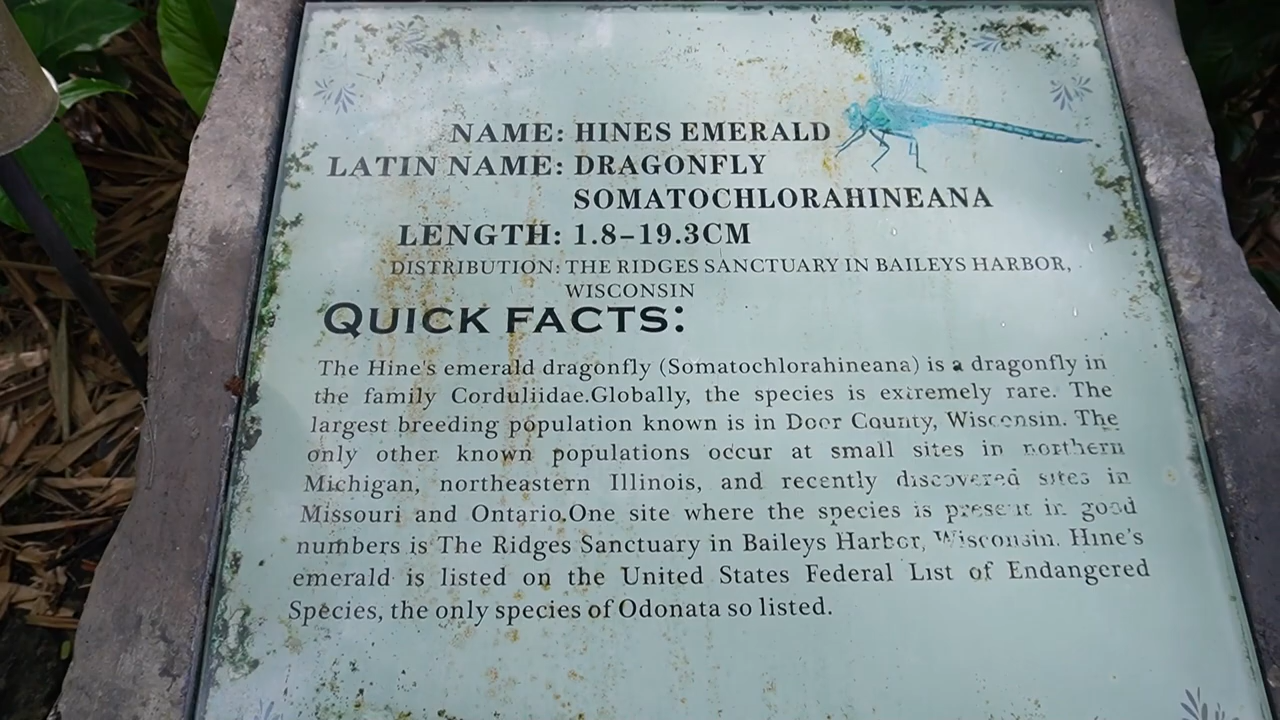 NAME: HINES EMERALD
LATIN NAME: DRAGONFLY
SOMATOCHLORAHINEANA
LENGTH: 1.8-19.3CM
DISTRIBUTION: THE RIDGES SANCTUARY IN BAILEYS HARBOR,
WISCONSIN
QUICK FACTS:
The Hine's emerald dragonfly (Somatochlorahineana) is a dragonfly in
the family Corduliidae.Globally, the species is extremely rare. The
largest breeding population known is in Door County, Wisconsin. The
only other known populations occur at small sites in northern
Michigan, northeastern Illinois, and recently discovered sites in
Missouri and Ontario.One site where the species is present in good
numbers is The Ridges Sanctuary in Baileys Harbor, Wisconsin. Hine's
emerald is listed on the United States Federal List of Endangered
Species, the only species of Odonata so listed.